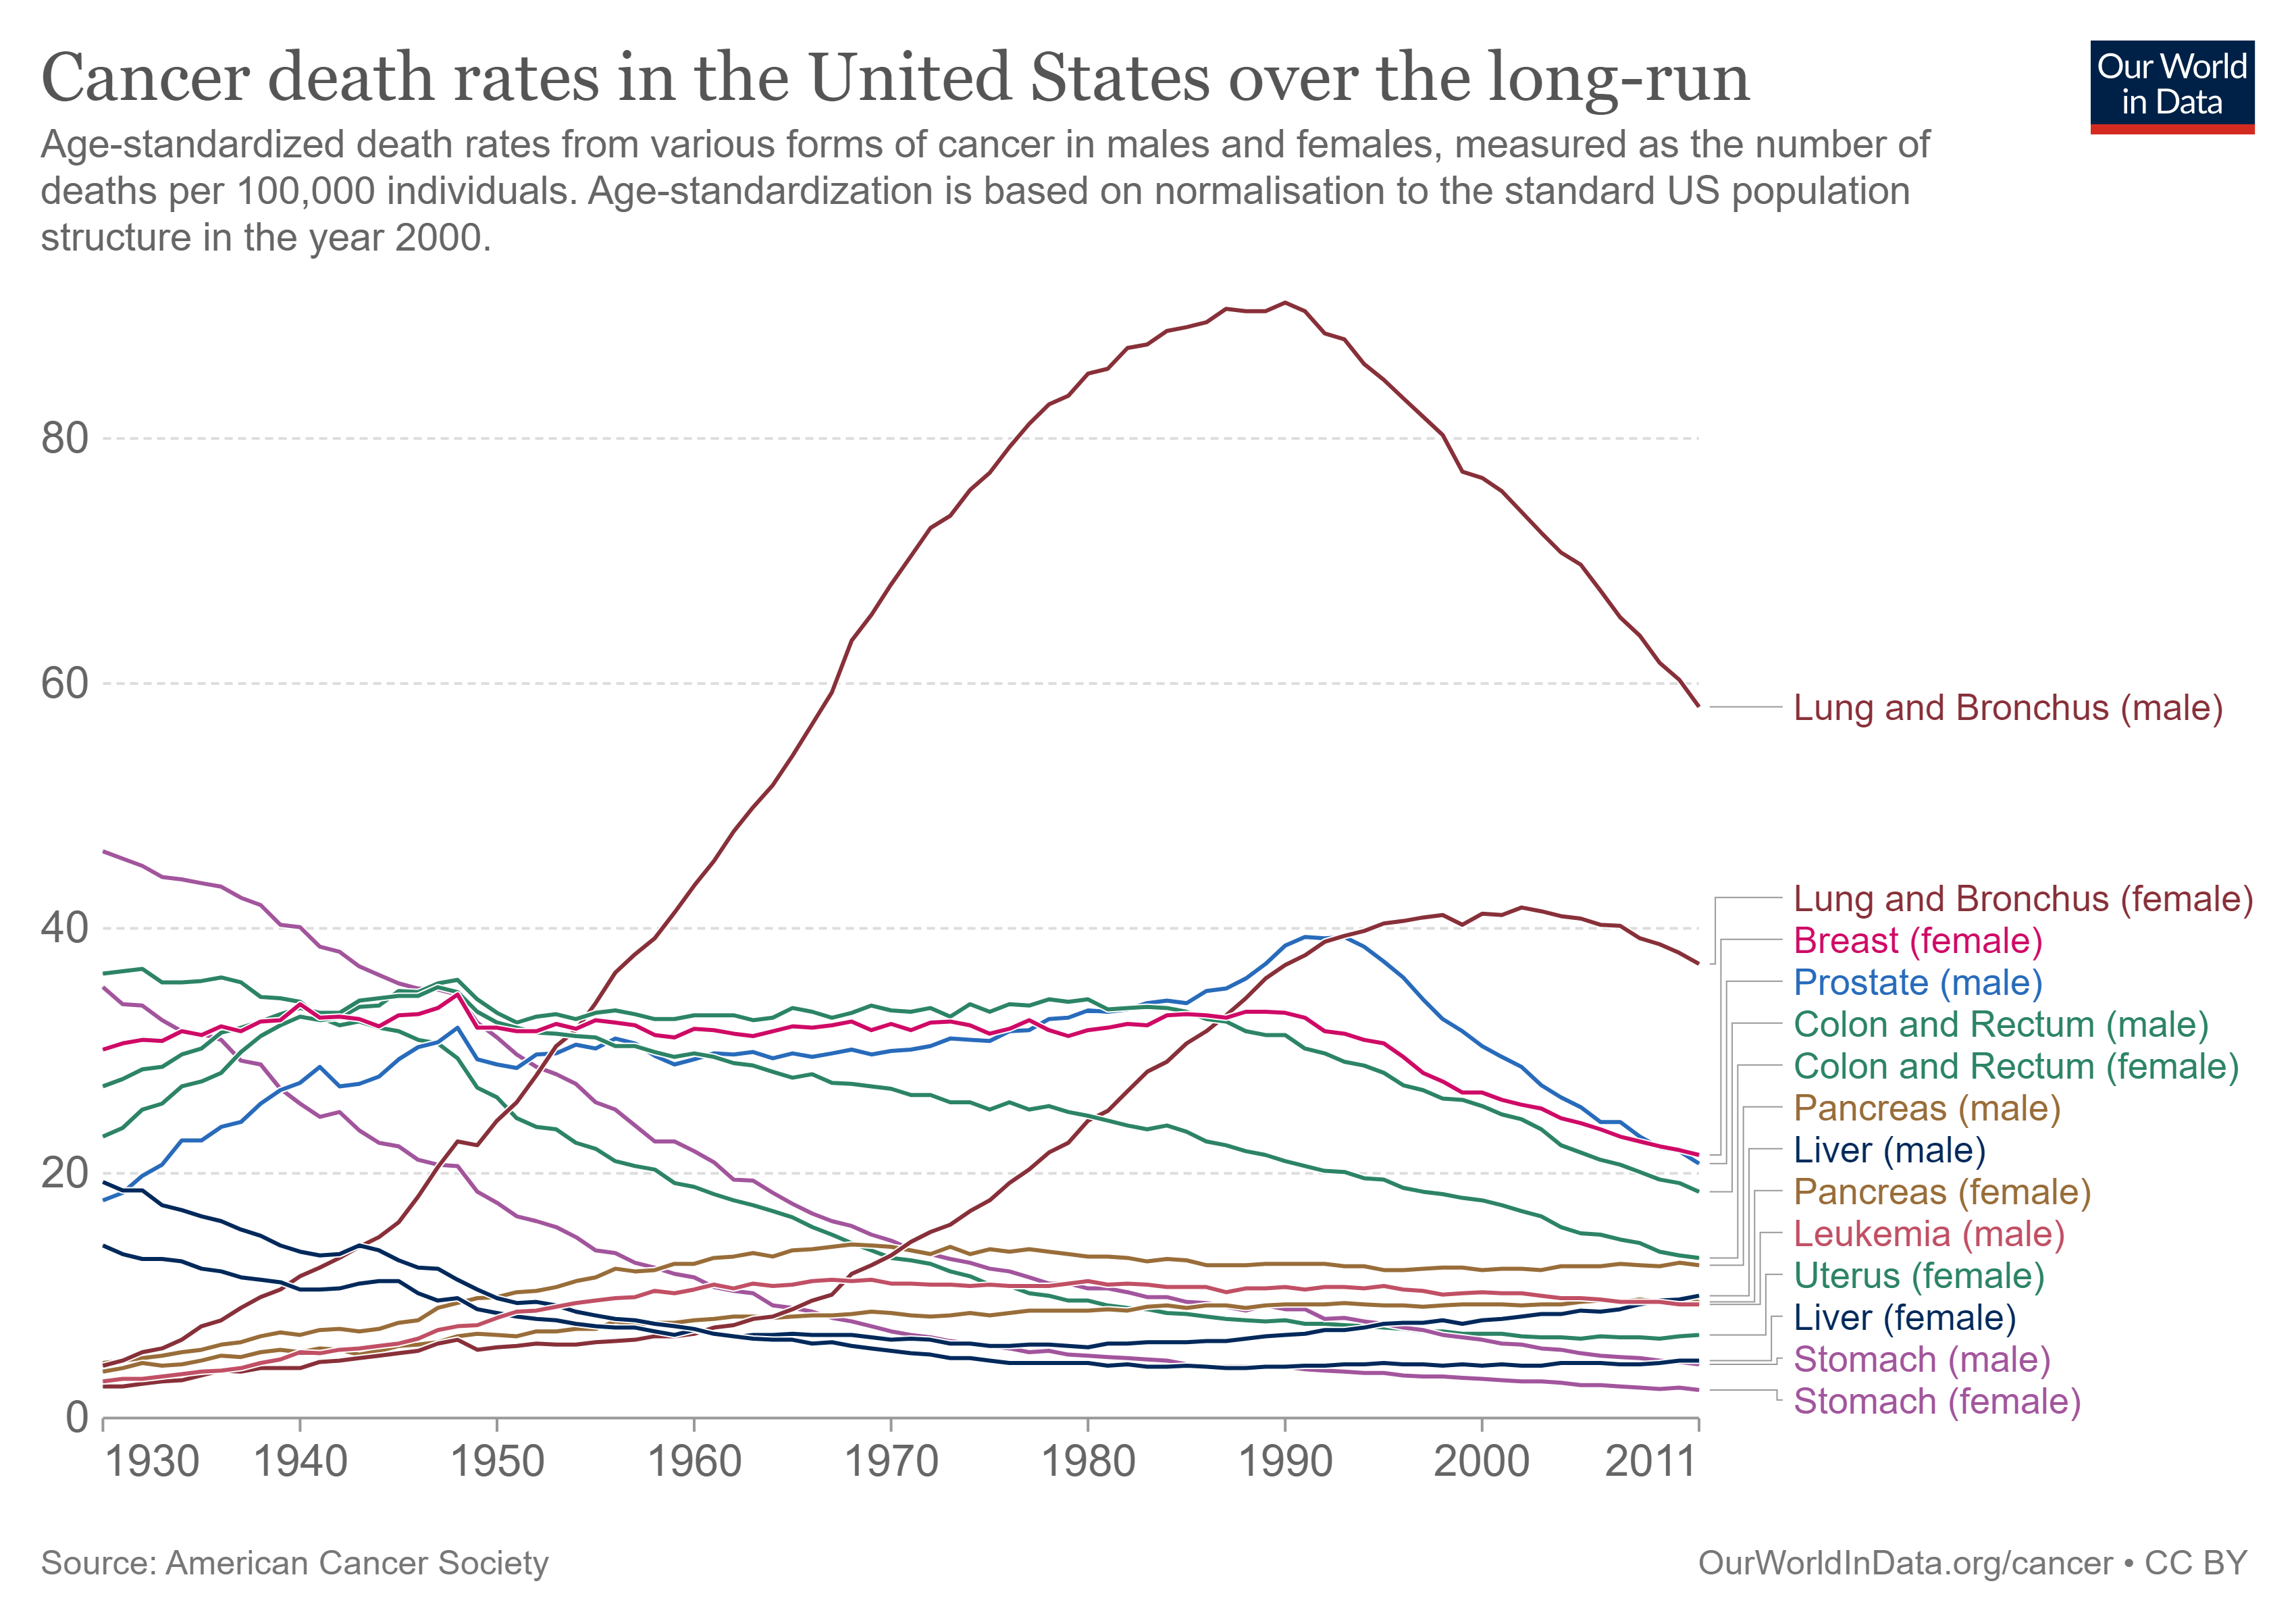 Cancer death rates in the United States over the long-run
Our World
in Data
Age-standardized death rates from various forms of cancer in males and females, measured as the number of
deaths per 100,000 individuals. Age-standardization is based on normalisation to the standard US population
structure in the year 2000.
80
60
40
20
0
1930 1940 1950 1960 1970 1980 1990 2000 2011
Lung and Bronchus (male)
Lung and Bronchus (female)
Breast (female)
Prostate (male)
Colon and Rectum (male)
Colon and Rectum (female)
Pancreas (male)
Liver (male)
Pancreas (female)
Leukemia (male)
Uterus (female)
Liver (female)
Stomach (male)
Stomach (female)
Source: American Cancer Society
OurWorldInData.org/cancer • CC BY